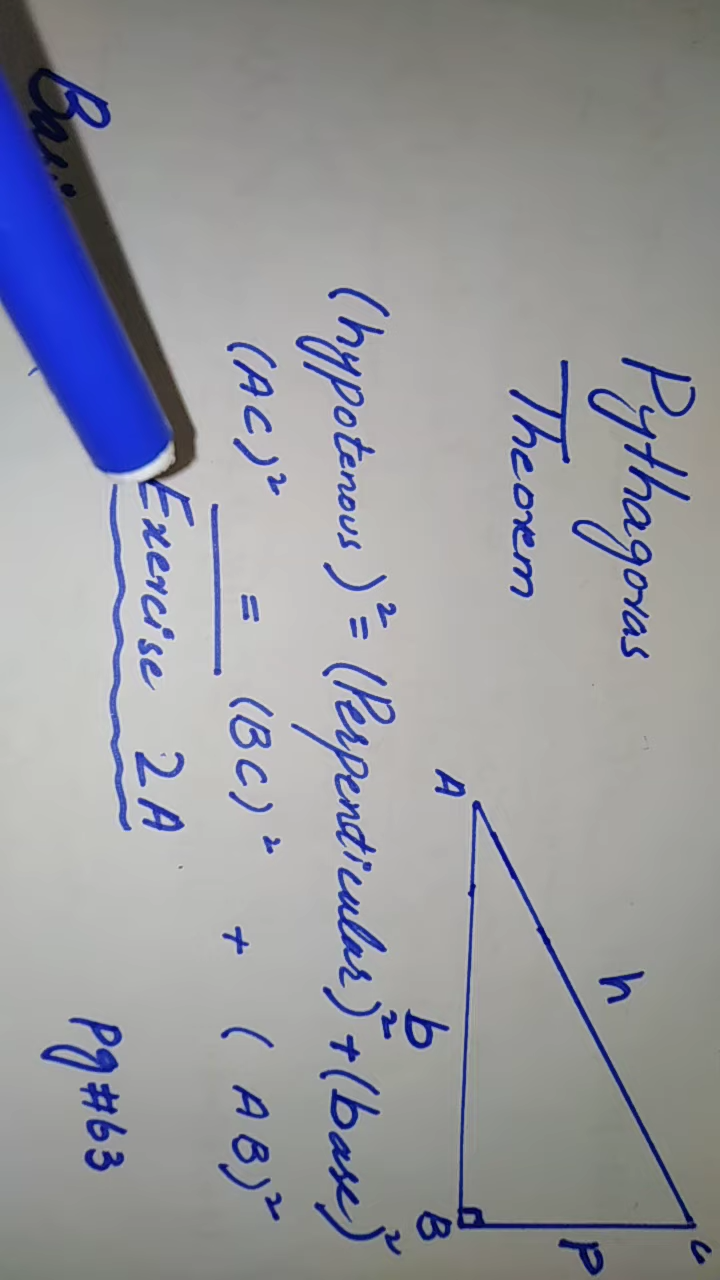 Pythagoras
Theorem
A
h
C
b
B
P
(hypotenous)² = (Perpendicular)² + (base)²
(AC)² = (BC)² + (AB)²
Exercise 2A
Pg#63